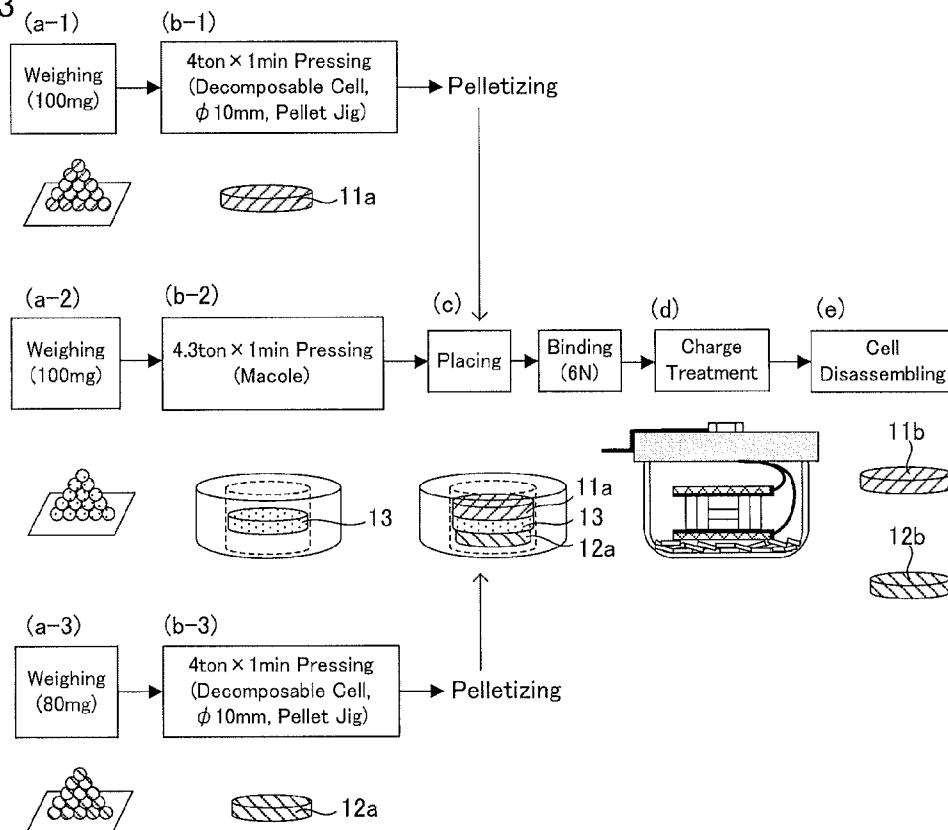 3
(a-1)
(b-1)
Weighing
(100mg)
4ton×1min Pressing
(Decomposable Cell,
φ10mm, Pellet Jig)
Pelletizing
11a
(a-2)
(b-2)
(c)
(d)
(e)
Weighing
(100mg)
4.3ton×1min Pressing
(Macole)
Placing
Binding
(6N)
Charge
Treatment
Cell
Disassembling
13
11a
13
12a
11b
12b
(a-3)
(b-3)
Weighing
(80mg)
4ton×1min Pressing
(Decomposable Cell,
φ10mm, Pellet Jig)
Pelletizing
12a